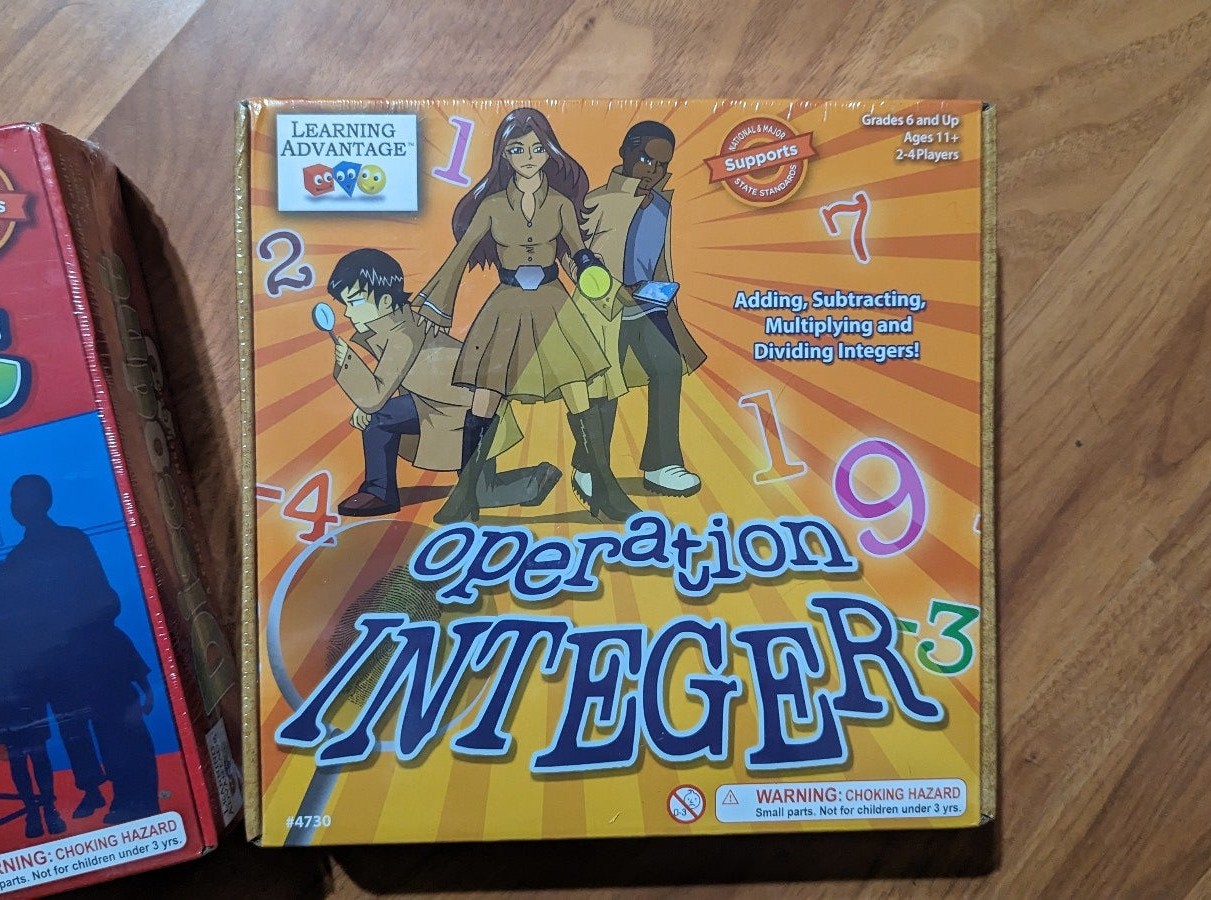 LEARNING
ADVANTAGE™
1
NATIONAL & MAJOR
Supports
STATE STANDARDS
Grades 6 and Up
Ages 11+
2-4 Players
2
7
Adding, Subtracting,
Multiplying and
Dividing Integers!
1
9
-4
operation
INTEGER
-3
#4730
0-3
WARNING: CHOKING HAZARD
Small parts. Not for children under 3 yrs.
RNING: CHOKING HAZARD
parts. Not for children under 3 yrs.